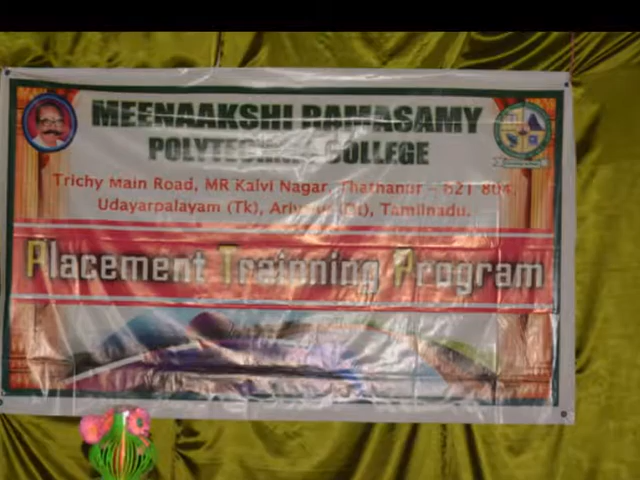 MEENAAKSHI RAMASAMY
POLYTECHNIC COLLEGE
Trichy Main Road, MR Kalvi Nagar, Thathanur - 621 804,
Udayarpalayam (Tk), Ariyalur (Dt), Tamilnadu.
Placement Trainning Program